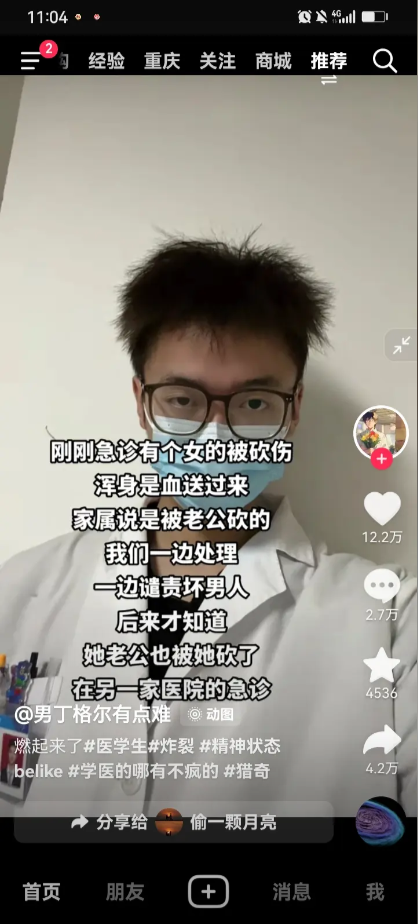 11:04
4G
2
经验 重庆 关注 商城 推荐
刚刚急诊有个女的被砍伤
浑身是血送过来
家属说是被老公砍的
我们一边处理
一边谴责坏男人
后来才知道
她老公也被她砍了
在另一家医院的急诊
12.2万
2.7万
4536
4.2万
@男丁格尔有点难 动图
燃起来了#医学生#炸裂 #精神状态
belike #学医的哪有不疯的 #猎奇
分享给 偷一颗月亮
首页 朋友 消息 我